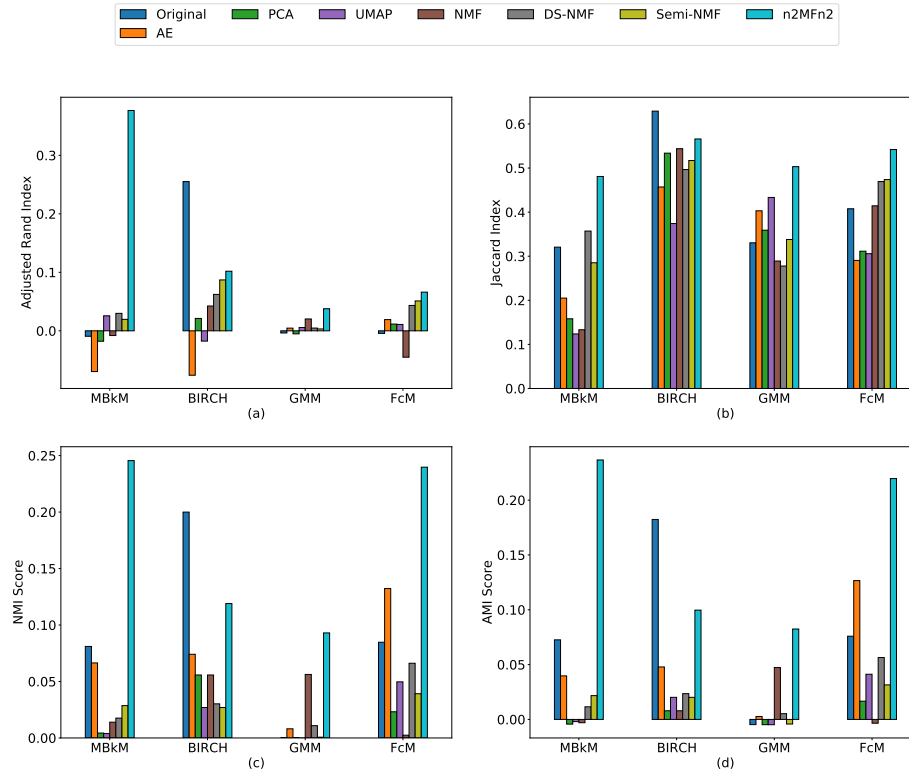 Original PCA UMAP NMF DS-NMF Semi-NMF n2MFn2
AE
Adjusted Rand Index
0.3
0.2
0.1
0.0
MBkM BIRCH GMM FcM
(a)
Jaccard Index
0.6
0.5
0.4
0.3
0.2
0.1
0.0
MBkM BIRCH GMM FcM
(b)
NMI Score
0.25
0.20
0.15
0.10
0.05
0.00
MBkM BIRCH GMM FcM
(c)
AMI Score
0.20
0.15
0.10
0.05
0.00
MBkM BIRCH GMM FcM
(d)